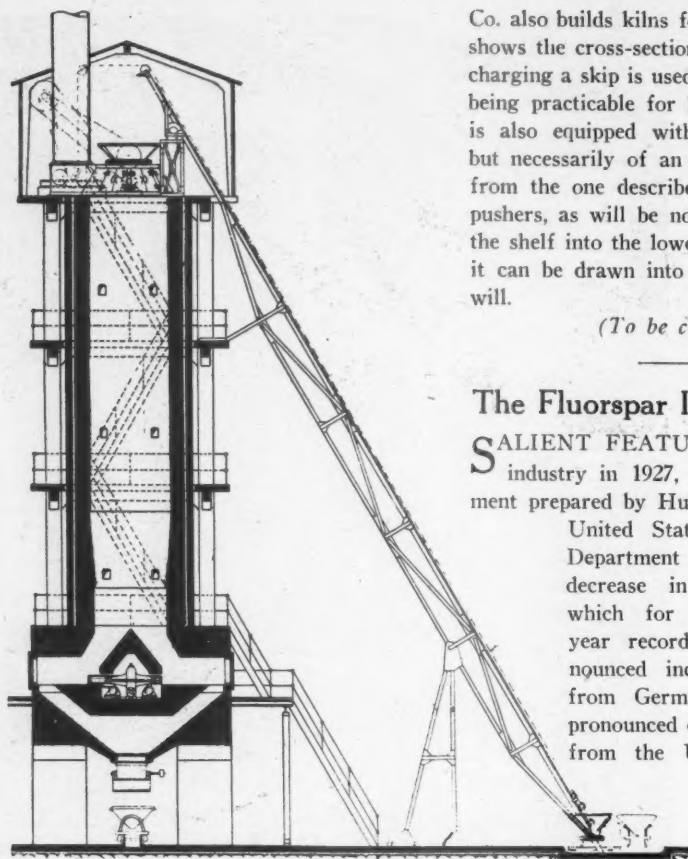 Co. also builds kilns f
shows the cross-section
charging a skip is used
being practicable for
is also equipped with
but necessarily of an
from the one describe
pushers, as will be no
the shelf into the lowe
it can be drawn into
will.
(To be c
The Fluorspar I
SALIENT FEATU
industry in 1927,
ment prepared by Hu
United Stat
Department
decrease in
which for
year record
nounced inc
from Germ
pronounced
from the U